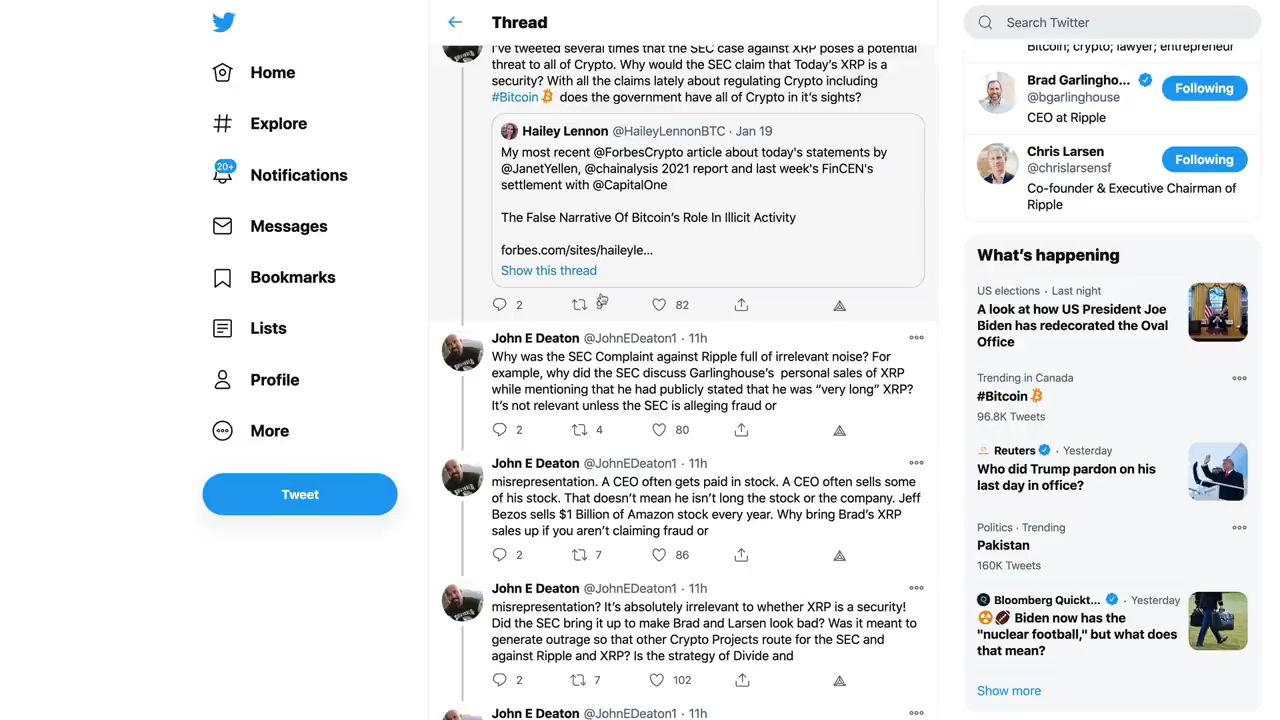 Home
Explore
20+
Notifications
Messages
Bookmarks
Lists
Profile
More
Tweet
Thread
I've tweeted several times that the SEC case against XRP poses a potential
threat to all of Crypto. Why would the SEC claim that Today's XRP is a
security? With all the claims lately about regulating Crypto including
#Bitcoin does the government have all of Crypto in it's sights?
Hailey Lennon @HaileyLennonBTC · Jan 19
My most recent @ForbesCrypto article about today's statements by
@JanetYellen, @chainalysis 2021 report and last week's FinCEN's
settlement with @CapitalOne
The False Narrative Of Bitcoin's Role In Illicit Activity
forbes.com/sites/haileyle...
Show this thread
2 9 82
John E Deaton @JohnEDeaton1 · 11h
Why was the SEC Complaint against Ripple full of irrelevant noise? For
example, why did the SEC discuss Garlinghouse's personal sales of XRP
while mentioning that he had publicly stated that he was “very long” XRP?
It's not relevant unless the SEC is alleging fraud or
2 4 80
John E Deaton @JohnEDeaton1 · 11h
misrepresentation. A CEO often gets paid in stock. A CEO often sells some
of his stock. That doesn't mean he isn't long the stock or the company. Jeff
Bezos sells $1 Billion of Amazon stock every year. Why bring Brad's XRP
sales up if you aren't claiming fraud or
2 7 86
John E Deaton @JohnEDeaton1 · 11h
misrepresentation? It's absolutely irrelevant to whether XRP is a security!
Did the SEC bring it up to make Brad and Larsen look bad? Was it meant to
generate outrage so that other Crypto Projects route for the SEC and
against Ripple and XRP? Is the strategy of Divide and
2 7 102
John E Deaton @JohnEDeaton1 · 11h
Search Twitter
Bitcoin; crypto; lawyer; entrepreneur
Brad Garlingho...
@bgarlinghouse
Following
CEO at Ripple
Chris Larsen
@chrislarsensf
Following
Co-founder & Executive Chairman of
Ripple
What's happening
US elections · Last night
A look at how US President Joe
Biden has redecorated the Oval
Office
Trending in Canada
#Bitcoin
96.8K Tweets
Reuters · Yesterday
Who did Trump pardon on his
last day in office?
Politics · Trending
Pakistan
160K Tweets
Bloomberg Quickt... · Yesterday
Biden now has the
"nuclear football," but what does
that mean?
Show more